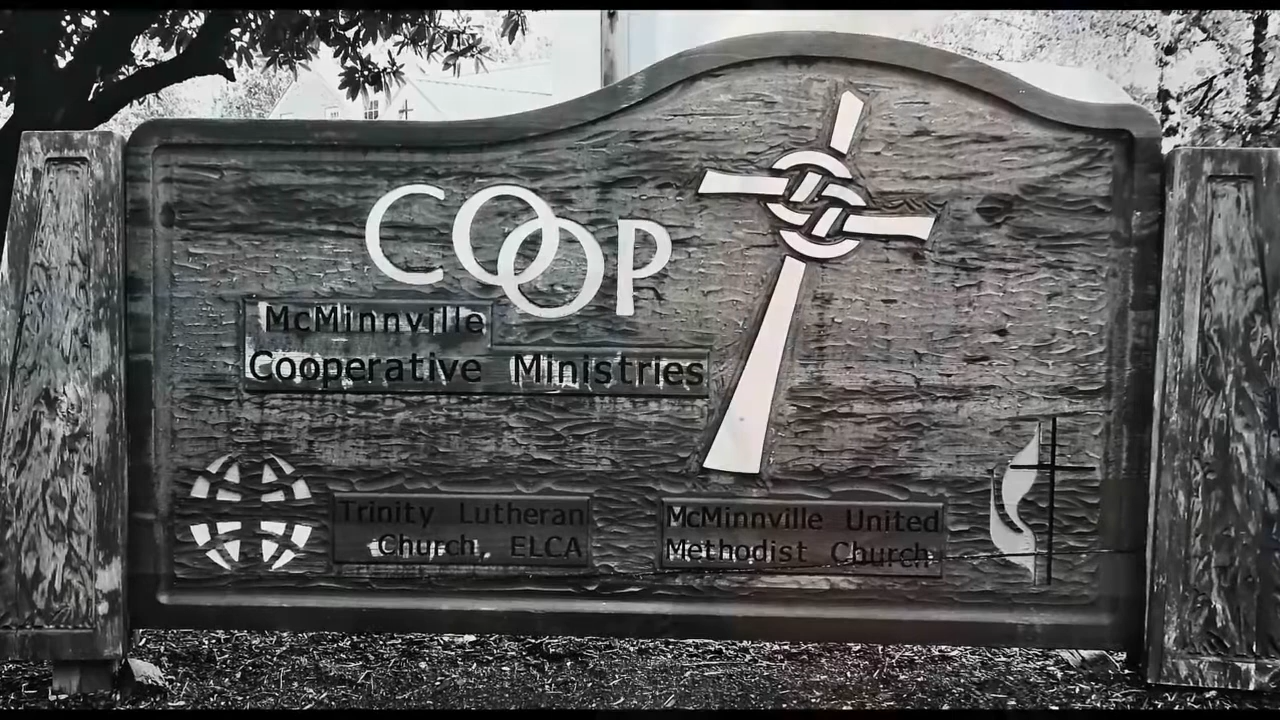 COOP
McMinnville
Cooperative Ministries
Trinity Lutheran
Church, ELCA
McMinnville United
Methodist Church